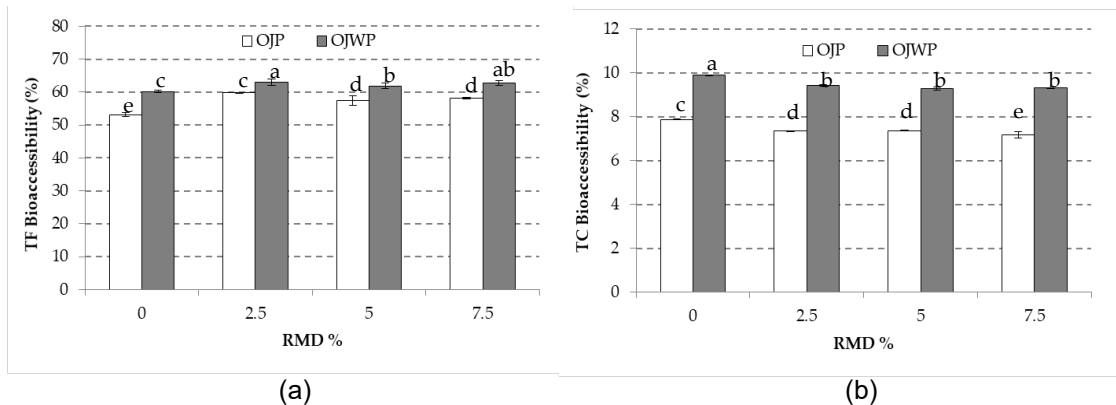 80
70
60
50
40
30
20
10
0
TF Bioaccessibility (%)
OJP OJWP
e c c a d b d ab
0 2.5 5 7.5
RMD %
(a)
12
10
8
6
4
2
0
TC Bioaccessibility (%)
OJP OJWP
c a d b d b e b
0 2.5 5 7.5
RMD %
(b)